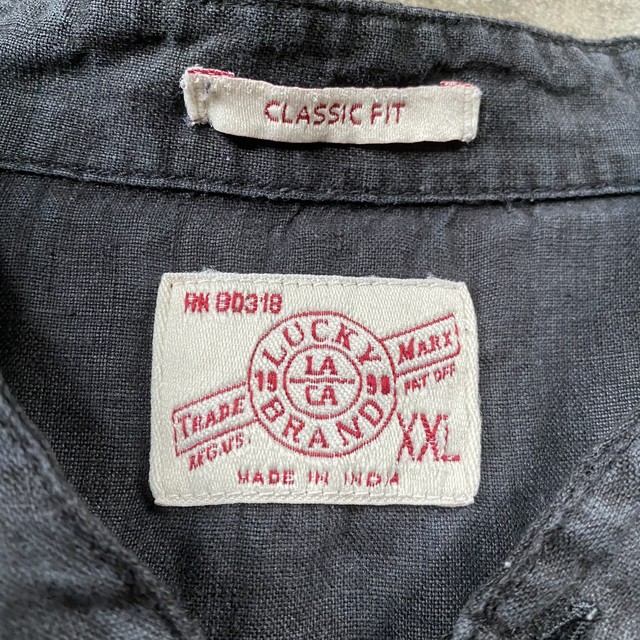 CLASSIC FIT
RN 80318
LUCKY
LA
19 90
CA
BRAND
TRADE MARK
MFG.US. PAT OFF
XXL
MADE IN INDIA